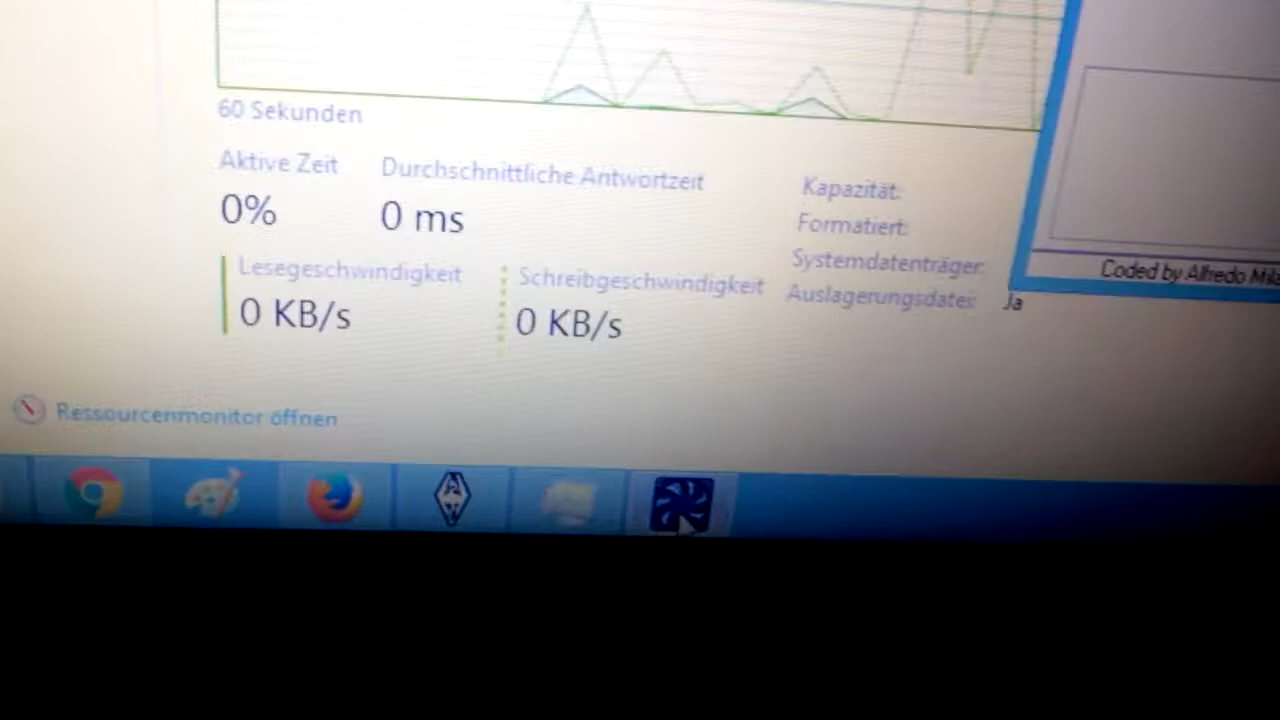 60 Sekunden
Aktive Zeit
Durchschnittliche Antwortzeit
0%
0 ms
Lesegeschwindigkeit
Schreibgeschwindigkeit
0 KB/s
0 KB/s
Kapazität:
Formatiert:
Systemdatenträger:
Auslagerungsdatei:
Ja
Coded by Alfredo
Ressourcenmonitor öffnen